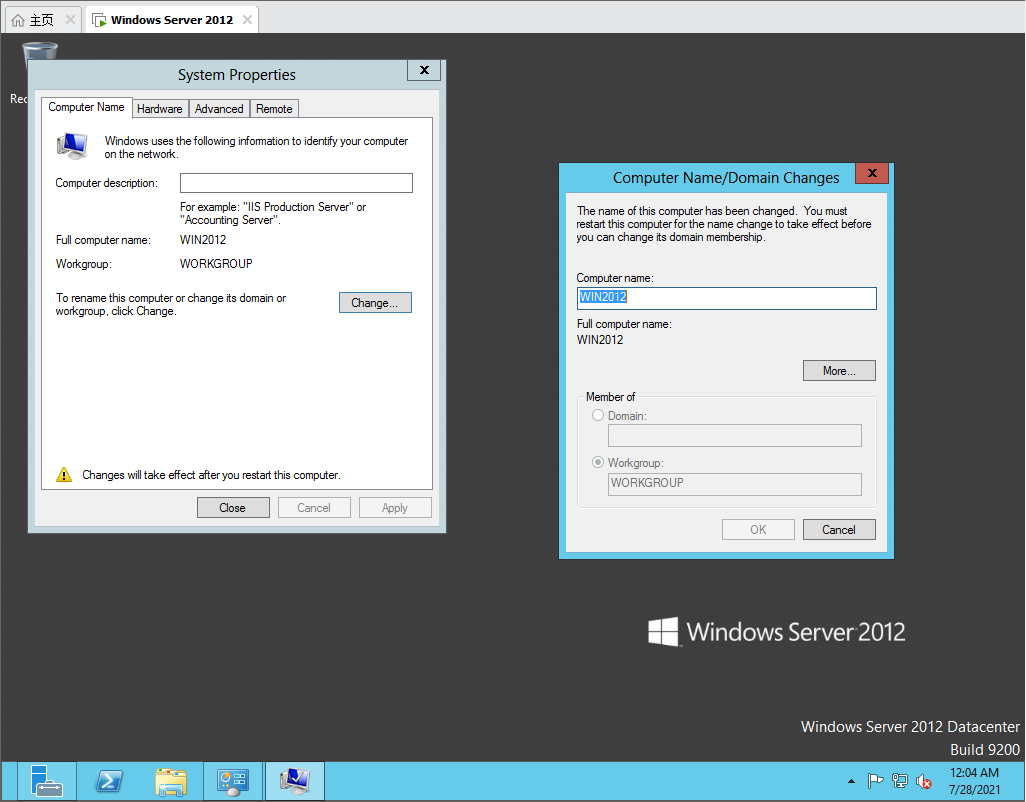 主页
Windows Server 2012
Rec
System Properties
x
Computer Name
Hardware
Advanced
Remote
Windows uses the following information to identify your computer
on the network.
Computer description:
For example: "IIS Production Server" or
"Accounting Server".
Full computer name:
WIN2012
Workgroup:
WORKGROUP
To rename this computer or change its domain or
workgroup, click Change.
Change...
Changes will take effect after you restart this computer.
Close
Cancel
Apply
Computer Name/Domain Changes
x
The name of this computer has been changed.  You must
restart this computer for the name change to take effect before
you can change its domain membership.
Computer name:
WIN2012
Full computer name:
WIN2012
More...
Member of
Domain:
Workgroup:
WORKGROUP
OK
Cancel
Windows Server 2012
Windows Server 2012 Datacenter
Build 9200
12:04 AM
7/28/2021